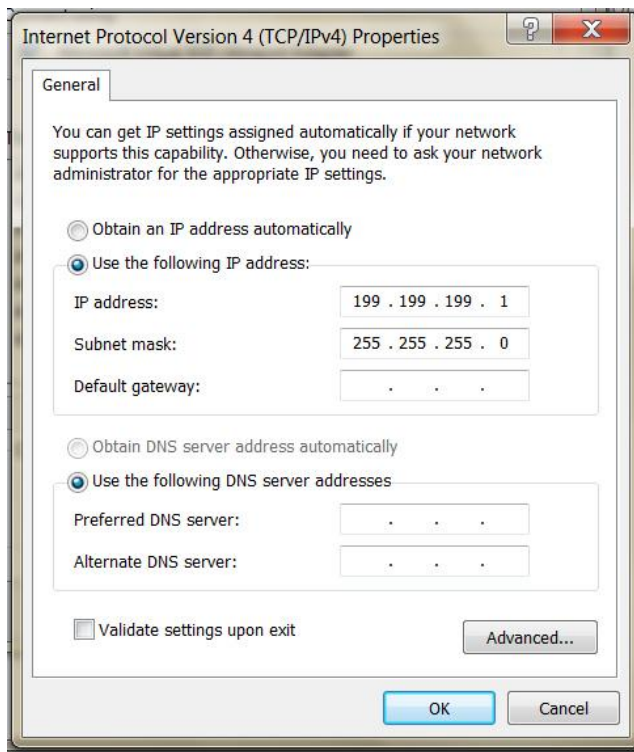 Internet Protocol Version 4 (TCP/IPv4) Properties
General
You can get IP settings assigned automatically if your network
supports this capability. Otherwise, you need to ask your network
administrator for the appropriate IP settings.
Obtain an IP address automatically
Use the following IP address:
IP address: 199 . 199 . 199 . 1
Subnet mask: 255 . 255 . 255 . 0
Default gateway: . . .
Obtain DNS server address automatically
Use the following DNS server addresses
Preferred DNS server: . . .
Alternate DNS server: . . .
Validate settings upon exit
Advanced...
OK Cancel